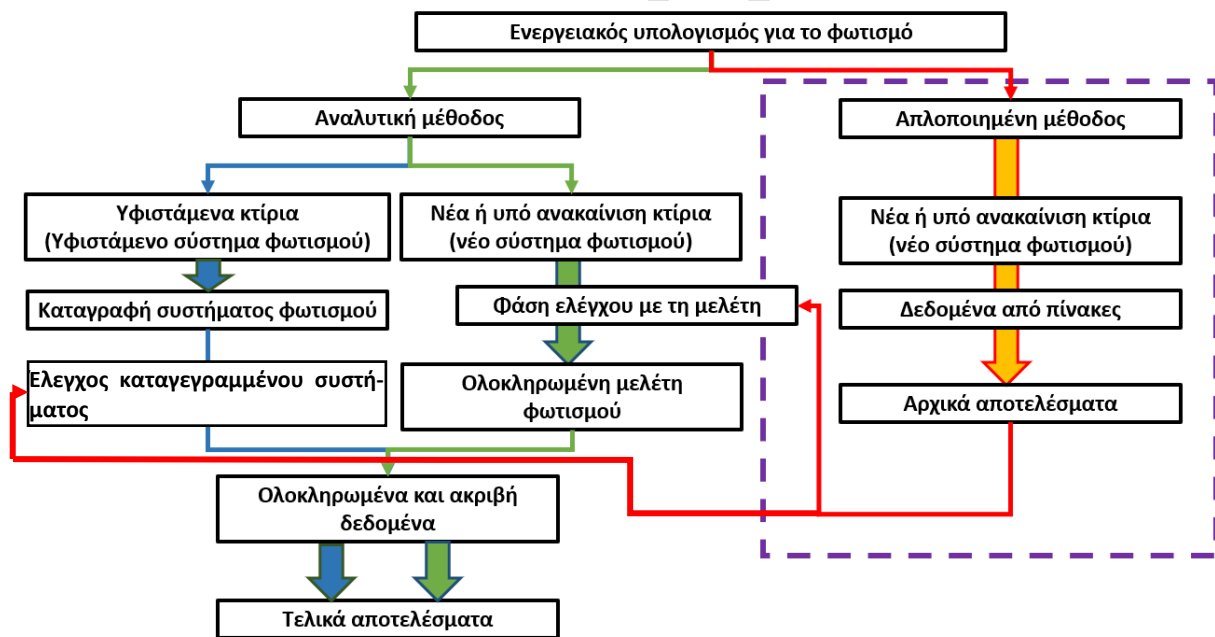 Ενεργειακός υπολογισμός για το φωτισμό
Αναλυτική μέθοδος
Απλοποιημένη μέθοδος
Υφιστάμενα κτίρια
(Υφιστάμενο σύστημα φωτισμού)
Νέα ή υπό ανακαίνιση κτίρια
(νέο σύστημα φωτισμού)
Νέα ή υπό ανακαίνιση κτίρια
(νέο σύστημα φωτισμού)
Καταγραφή συστήματος φωτισμού
Φάση ελέγχου με τη μελέτη
Δεδομένα από πίνακες
Έλεγχος καταγεγραμμένου συστή-
ματος
Ολοκληρωμένη μελέτη
φωτισμού
Αρχικά αποτελέσματα
Ολοκληρωμένα και ακριβή
δεδομένα
Τελικά αποτελέσματα